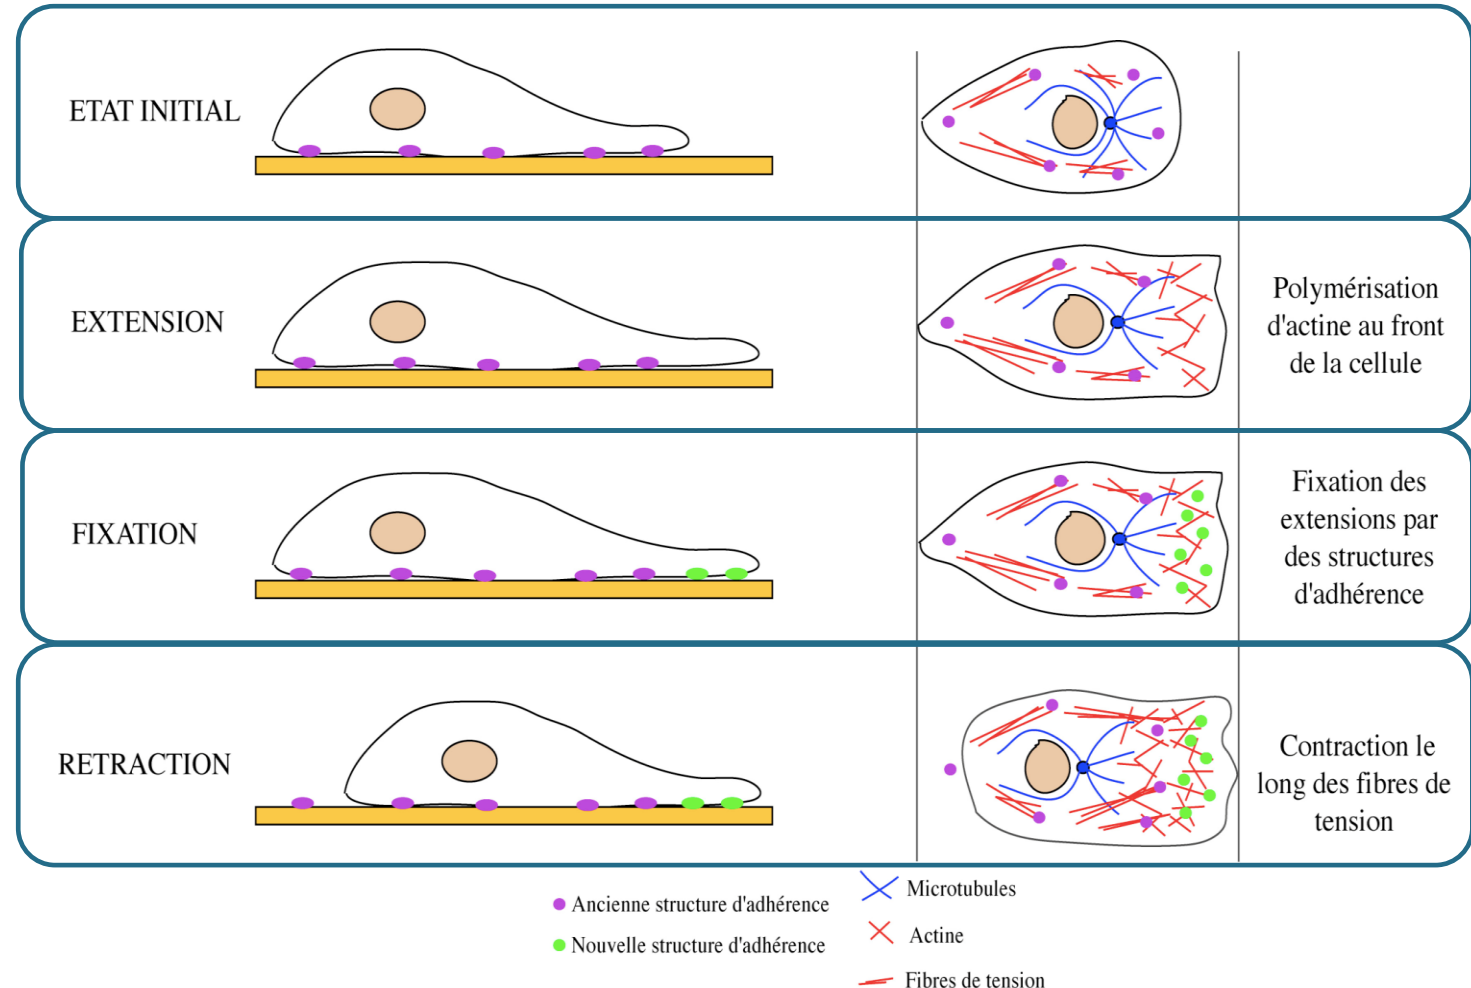 ETAT INITIAL
EXTENSION
Polymérisation
d'actine au front
de la cellule
FIXATION
Fixation des
extensions par
des structures
d'adhérence
RETRACTION
Contraction le
long des fibres de
tension
Ancienne structure d'adhérence
Nouvelle structure d'adhérence
Microtubules
Actine
Fibres de tension